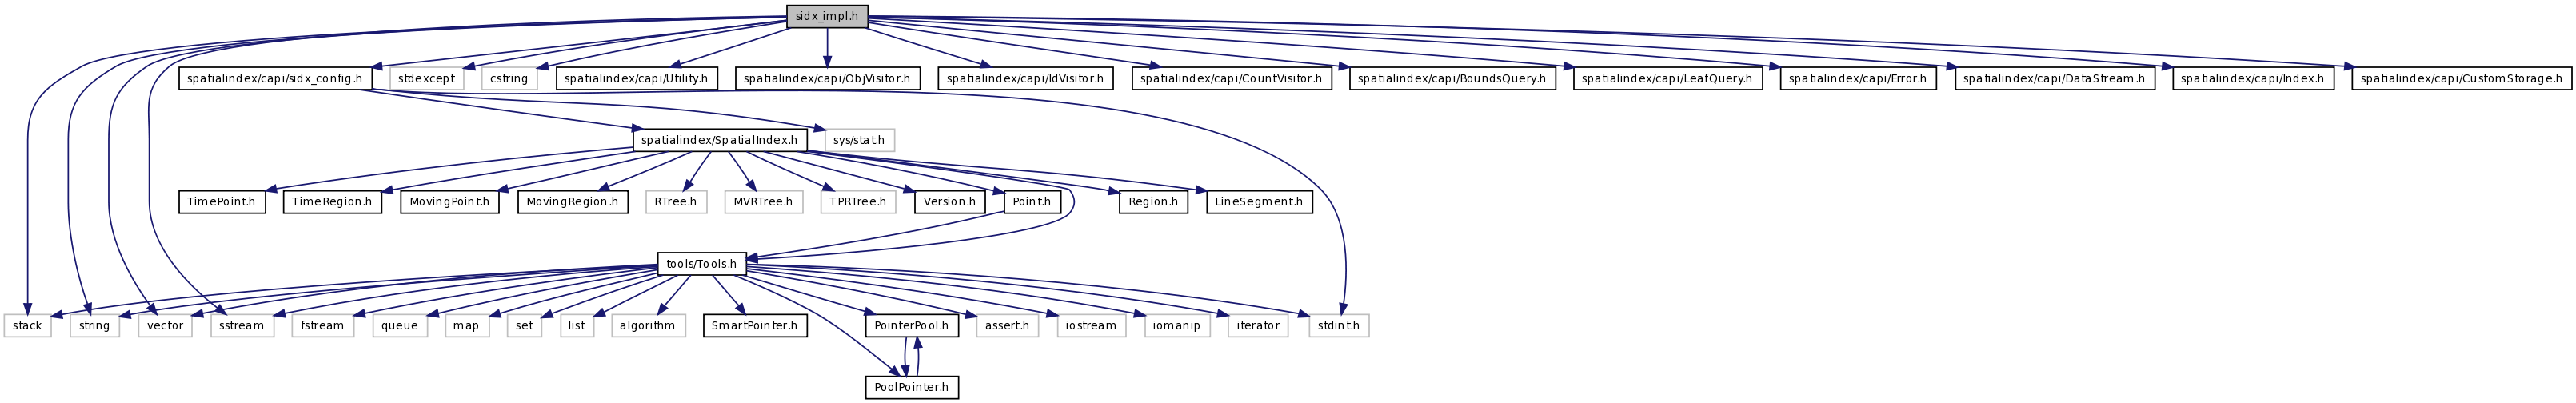 sidx_impl.h
spatialindex/capi/sidx_config.h
stdexcept
cstring
spatialindex/capi/Utility.h
spatialindex/capi/ObjVisitor.h
spatialindex/capi/IdVisitor.h
spatialindex/capi/CountVisitor.h
spatialindex/capi/BoundsQuery.h
spatialindex/capi/LeafQuery.h
spatialindex/capi/Error.h
spatialindex/capi/DataStream.h
spatialindex/capi/Index.h
spatialindex/capi/CustomStorage.h
spatialindex/SpatialIndex.h
sys/stat.h
TimePoint.h
TimeRegion.h
MovingPoint.h
MovingRegion.h
RTree.h
MVRTree.h
TPRTree.h
Version.h
Point.h
Region.h
LineSegment.h
tools/Tools.h
stack
string
vector
sstream
fstream
queue
map
set
list
algorithm
SmartPointer.h
PointerPool.h
assert.h
iostream
iomanip
iterator
stdint.h
PoolPointer.h